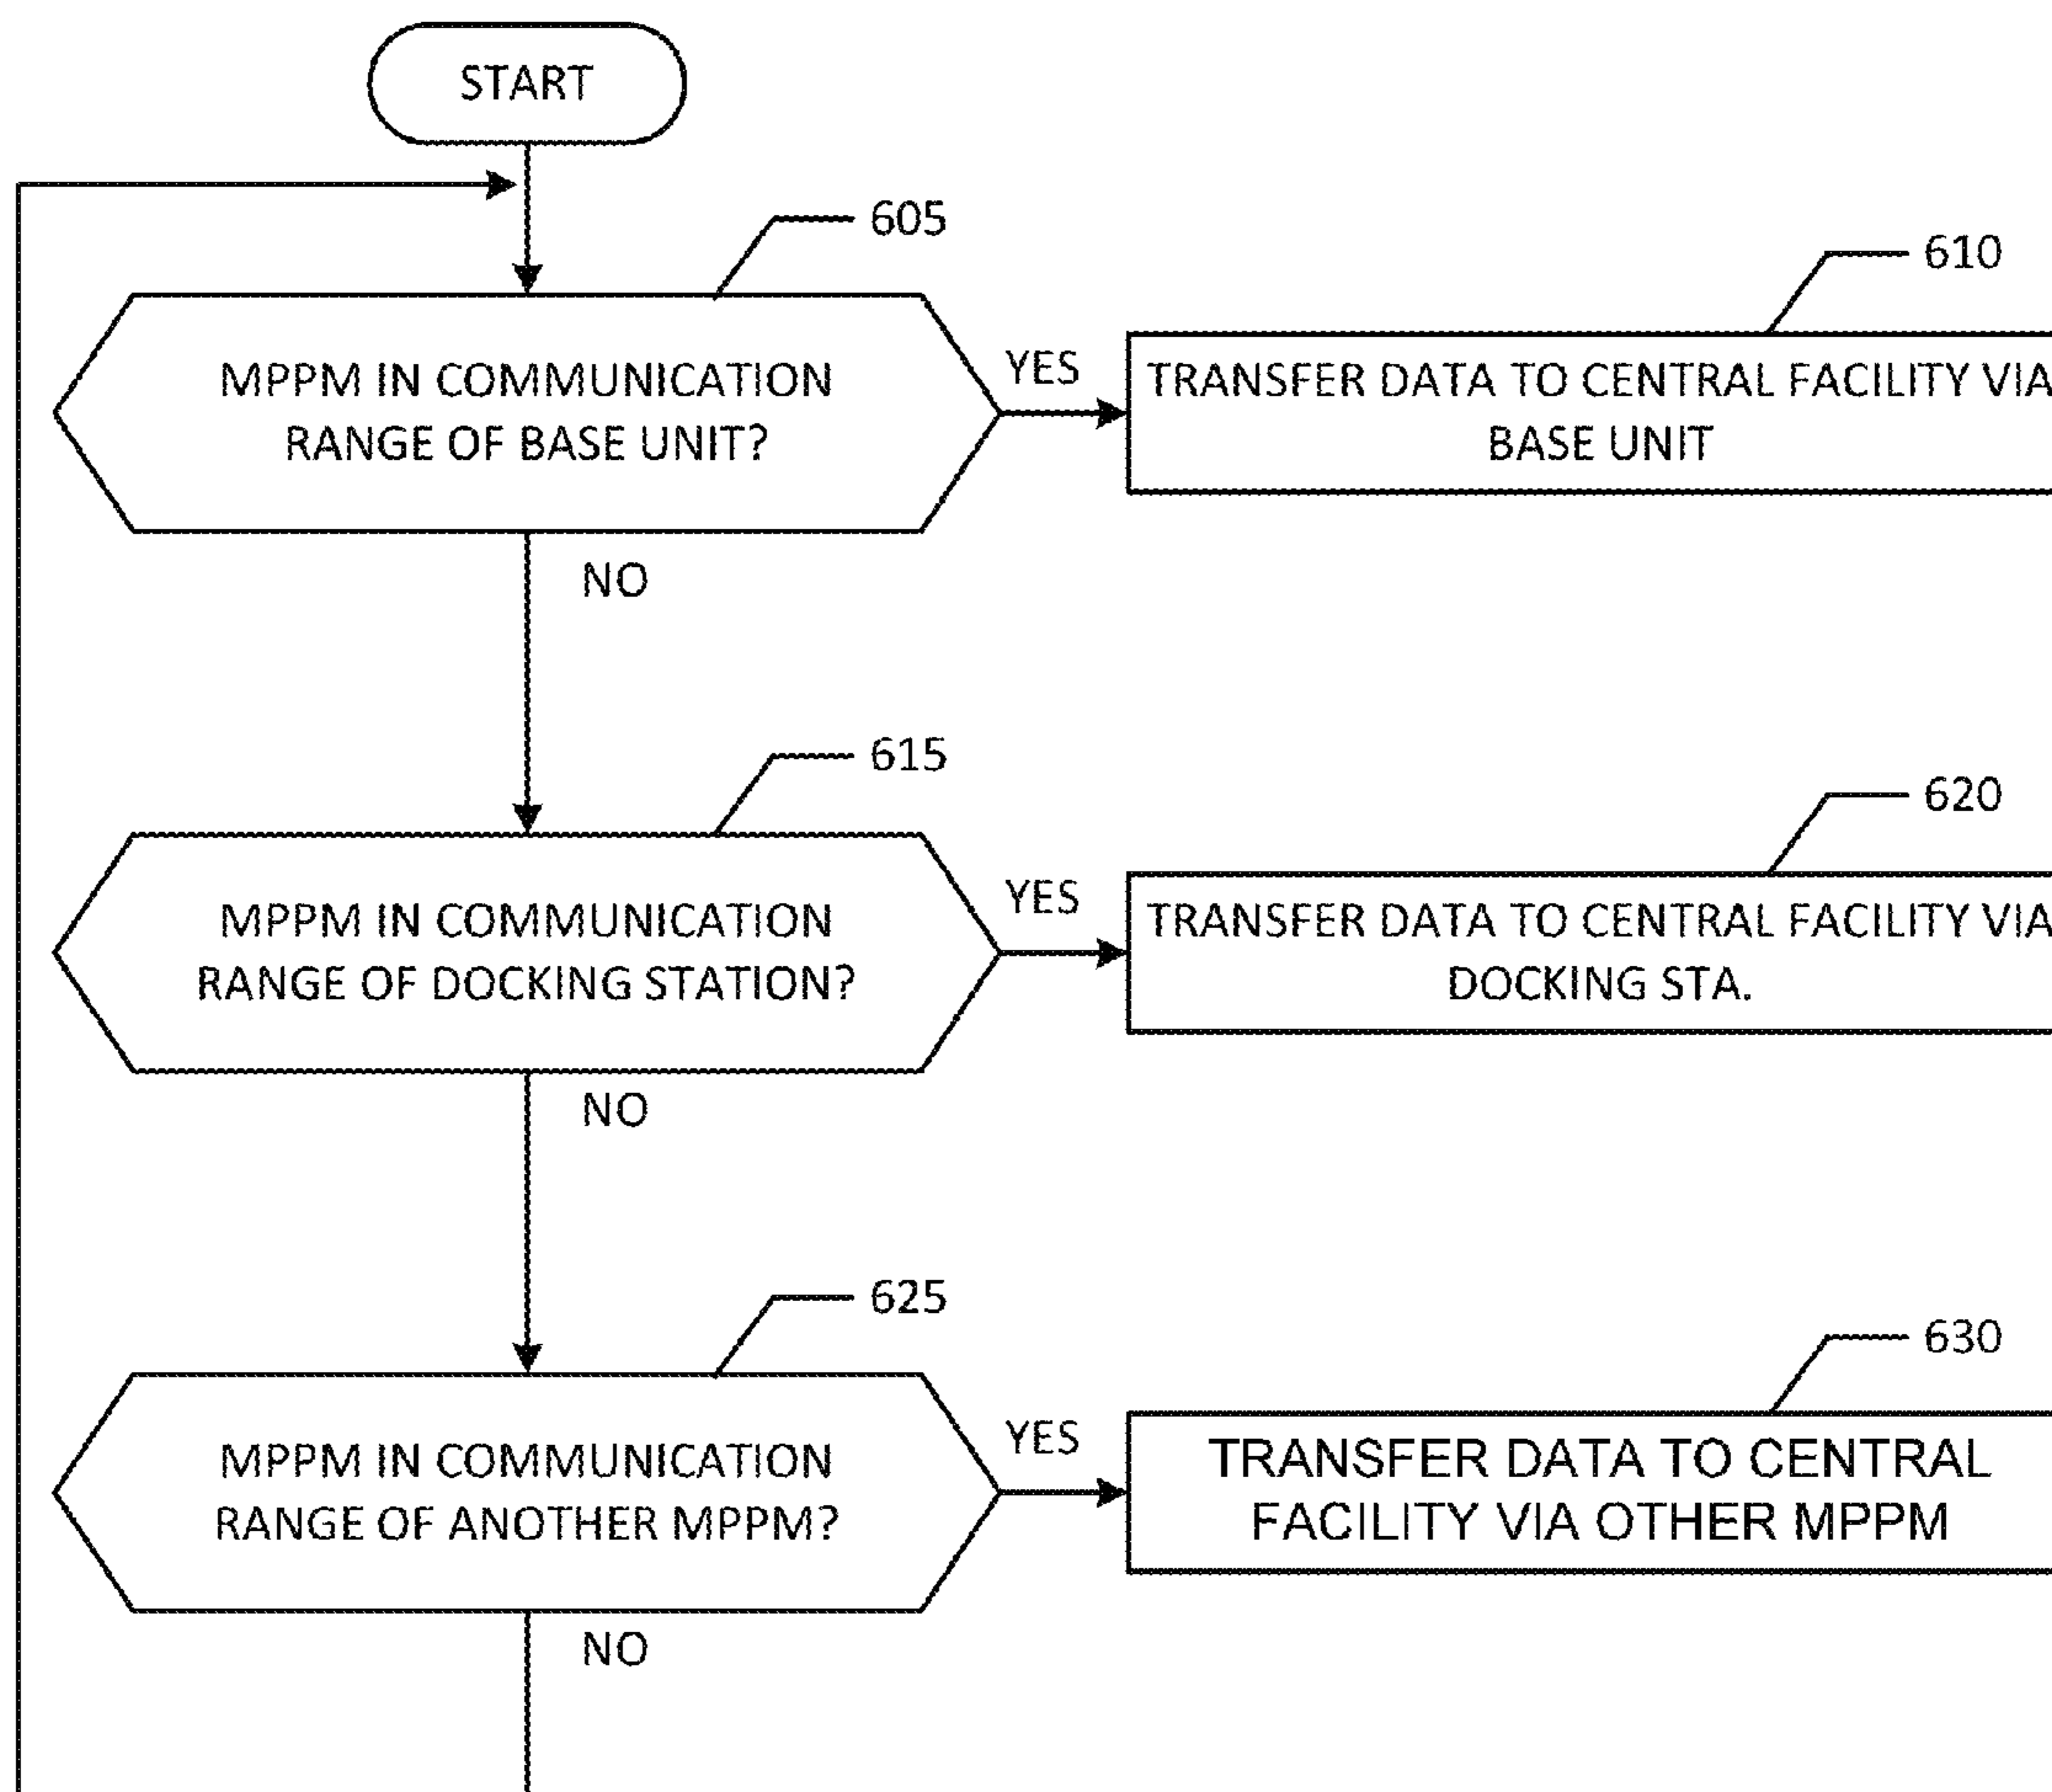 START
605
610
MPPM IN COMMUNICATION
RANGE OF BASE UNIT?
YES
TRANSFER DATA TO CENTRAL FACILITY VIA
BASE UNIT
NO
615
620
MPPM IN COMMUNICATION
RANGE OF DOCKING STATION?
YES
TRANSFER DATA TO CENTRAL FACILITY VIA
DOCKING STA.
NO
625
630
MPPM IN COMMUNICATION
RANGE OF ANOTHER MPPM?
YES
TRANSFER DATA TO CENTRAL
FACILITY VIA OTHER MPPM
NO